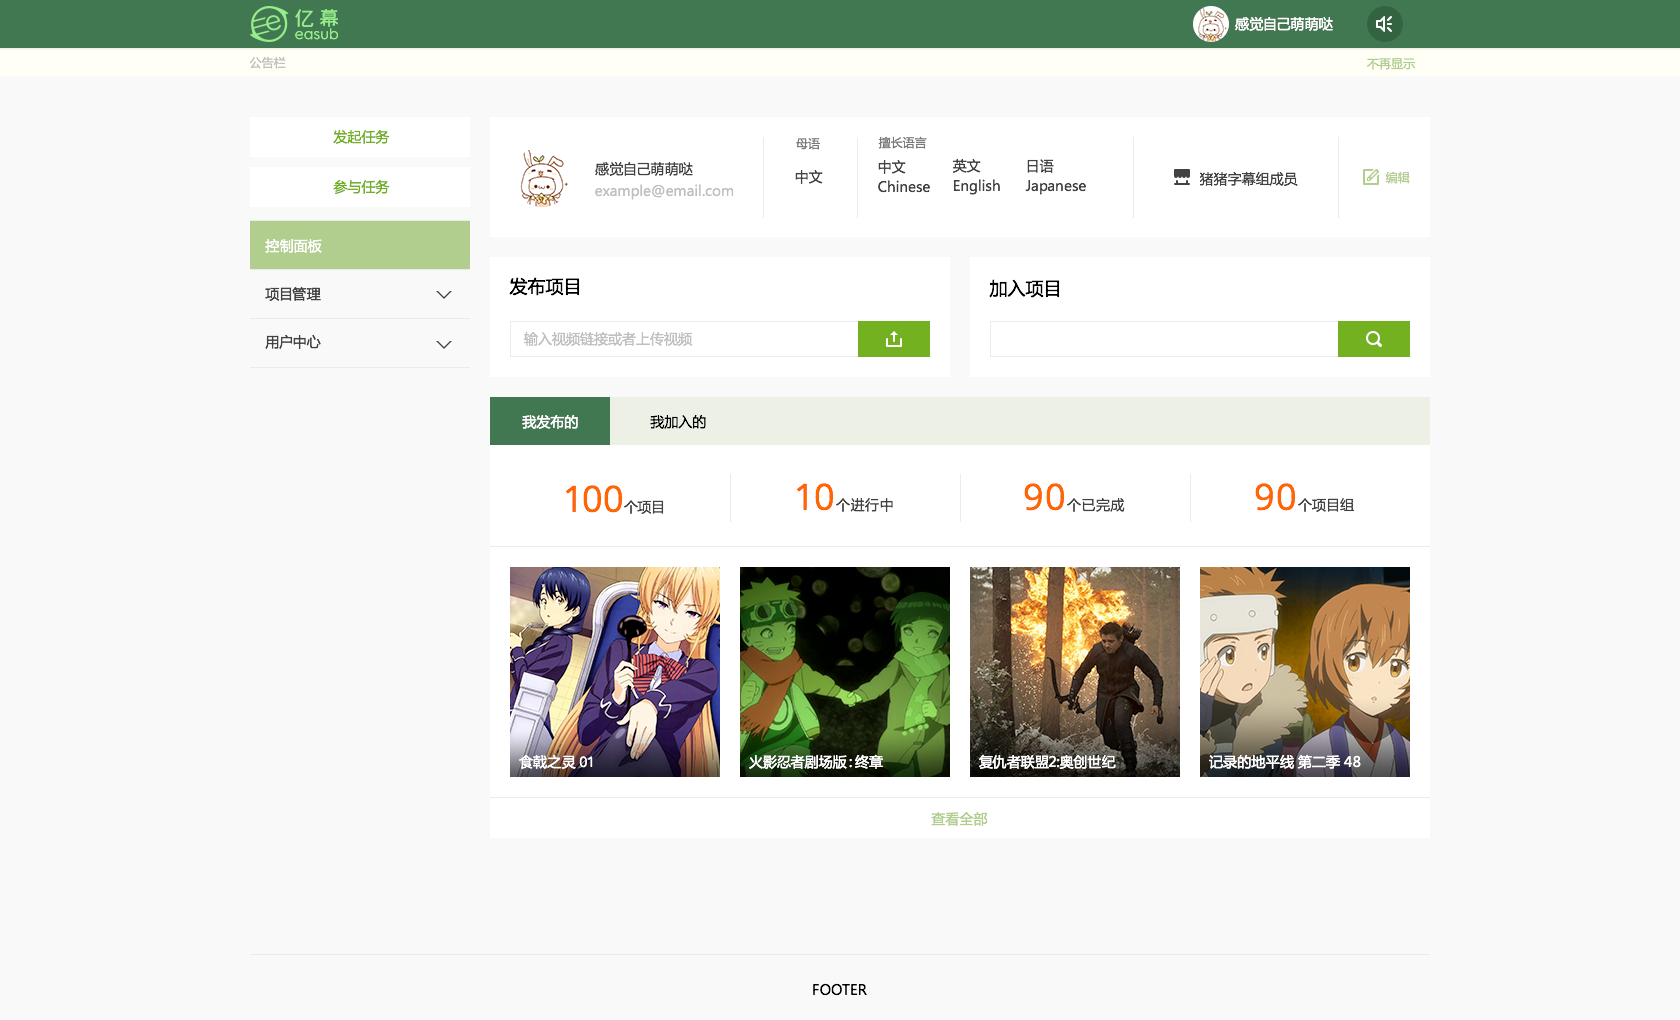 亿幕
easub
感觉自己萌萌哒
公告栏
不再显示
发起任务
参与任务
控制面板
项目管理
用户中心
感觉自己萌萌哒
example@email.com
母语
中文
擅长语言
中文
Chinese
英文
English
日语
Japanese
猪猪字幕组成员
编辑
发布项目
输入视频链接或者上传视频
加入项目
我发布的
我加入的
100个项目
10个进行中
90个已完成
90个项目组
食戟之灵 01
火影忍者剧场版:终章
复仇者联盟2:奥创世纪
记录的地平线 第二季 48
查看全部
FOOTER